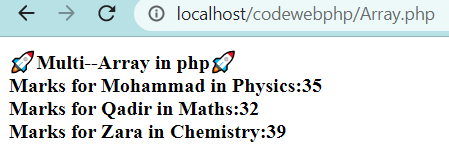 localhost/codewebphp/Array.php
🚀Multi--Array in php🚀
Marks for Mohammad in Physics:35
Marks for Qadir in Maths:32
Marks for Zara in Chemistry:39